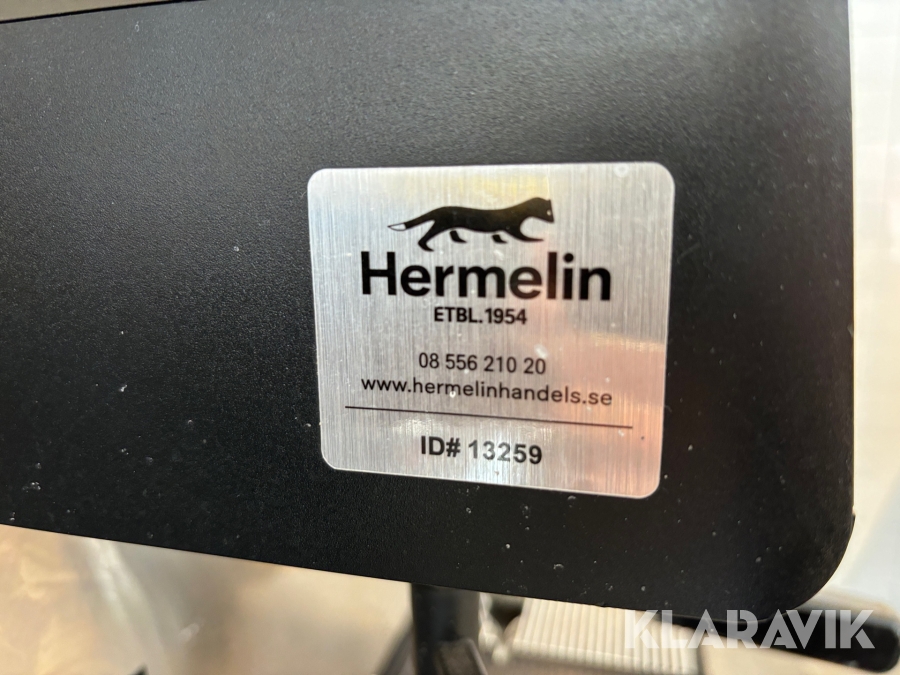 Hermelin
ETBL.1954
08 556 210 20
www.hermelinhandels.se
ID# 13259
KLARAVIK